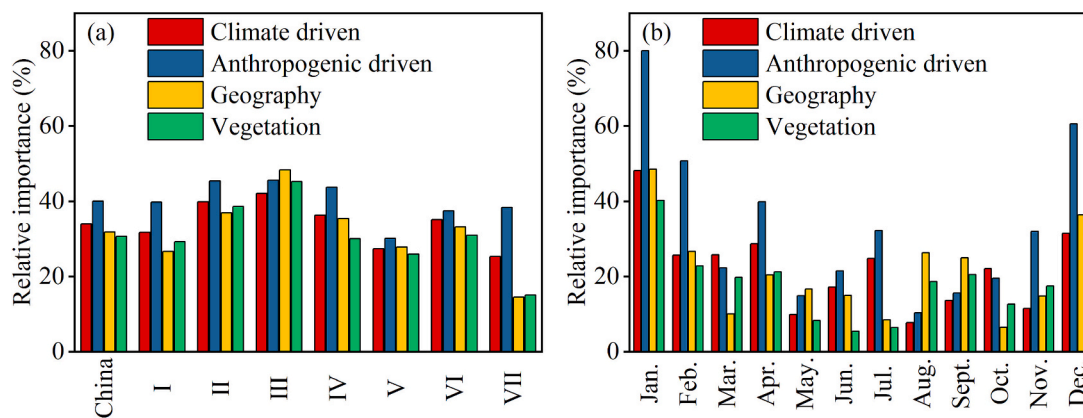 (a)
Climate driven
Anthropogenic driven
Geography
Vegetation
Relative importance (%)
80
60
40
20
0
China
I
II
III
IV
V
VI
VII
(b)
Climate driven
Anthropogenic driven
Geography
Vegetation
Relative importance (%)
80
60
40
20
0
Jan.
Feb.
Mar.
Apr.
May.
Jun.
Jul.
Aug.
Sept.
Oct.
Nov.
Dec.